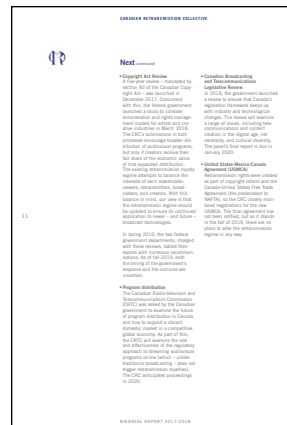 CANADIAN RETRANSMISSION COLLECTIVE
Next (continued)
• Copyright Act Review
A five-year review – mandated by
section 92 of the Canadian Copy-
right Act – was launched in
December 2017. Concurrent
with this, the federal government
launched a study to consider
remuneration and rights manage-
ment models for artists and cre-
ative industries in March 2018.
The CRC's submissions in both
processes encourage broader dis-
tribution of audiovisual programs,
but only if creators receive their
fair share of the economic value
of that expanded distribution.
The existing retransmission royalty
regime attempts to balance the
interests of each stakeholder:
viewers, retransmitters, broad-
casters, and creators. With this
balance in mind, our view is that
the retransmission regime should
be updated to ensure its continued
application to newer – and future –
broadcast technologies.
In spring 2019, the two federal
government departments, charged
with these reviews, tabled their
reports with numerous recommen-
dations. As of fall 2019, both
the timing of the government's
response and the outcome are
uncertain.
• Program distribution
The Canadian Radio-television and
Telecommunications Commission
(CRTC) was asked by the Canadian
government to examine the future
of program distribution in Canada
and how to support a vibrant
domestic market in a competitive
global economy. As part of this,
the CRTC will examine the role
and effectiveness of the regulatory
approach to streaming audiovisual
programs online (which – unlike
traditional broadcasting – does not
trigger retransmission royalties).
The CRTC anticipates proceedings
in 2020.
• Canadian Broadcasting
and Telecommunications
Legislative Review
In 2018, the government launched
a review to ensure that Canada's
legislative framework keeps up
with industry and technological
changes. The review will examine
a range of issues, including tele-
communications and content
creation in the digital age, net
neutrality, and cultural diversity.
The panel's final report is due in
January 2020.
• United States-Mexico-Canada
Agreement (USMCA)
Retransmission rights were created
as part of copyright reform and the
Canada-United States Free Trade
Agreement (the predecessor to
NAFTA), so the CRC closely mon-
itored negotiations for the new
USMCA. The final agreement has
not been ratified, but as it stands
in the fall of 2019, there are no
plans to alter the retransmission
regime in any way.
11
BIENNIAL REPORT 2017-2018